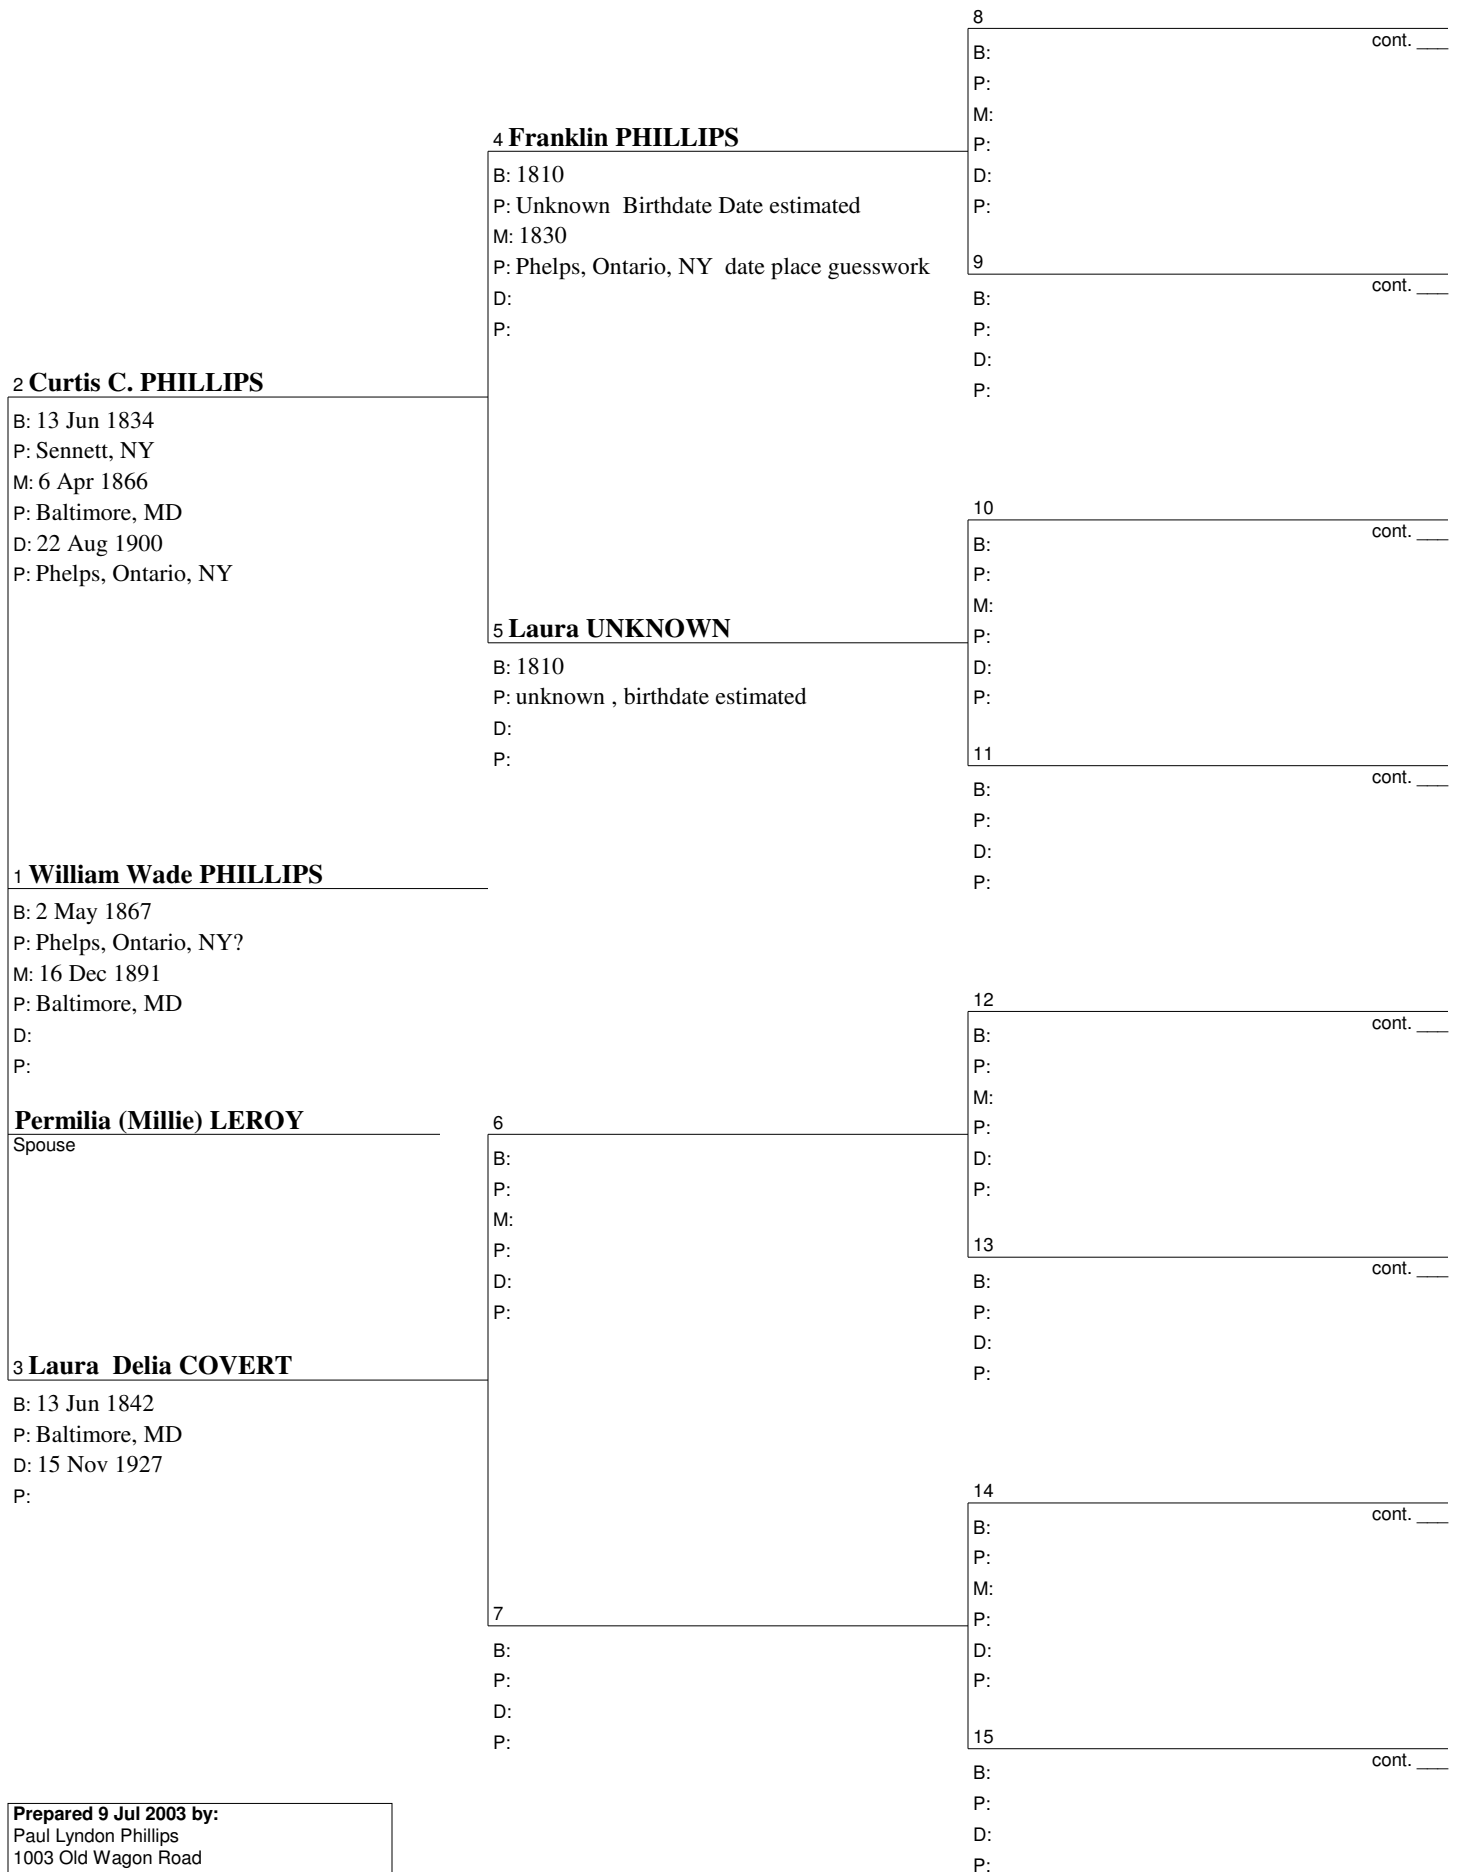 8
cont. ___
B:
P:
M:
P:
D:
P:
4 Franklin PHILLIPS
B: 1810
P: Unknown  Birthdate Date estimated
M: 1830
P: Phelps, Ontario, NY  date place guesswork
D:
P:
9
cont. ___
B:
P:
D:
P:
2 Curtis C. PHILLIPS
B: 13 Jun 1834
P: Sennett, NY
M: 6 Apr 1866
P: Baltimore, MD
D: 22 Aug 1900
P: Phelps, Ontario, NY
10
cont. ___
B:
P:
M:
P:
D:
P:
5 Laura UNKNOWN
B: 1810
P: unknown , birthdate estimated
D:
P:
11
cont. ___
B:
P:
D:
P:
1 William Wade PHILLIPS
B: 2 May 1867
P: Phelps, Ontario, NY?
M: 16 Dec 1891
P: Baltimore, MD
D:
P:
Permilia (Millie) LEROY
Spouse
12
cont. ___
B:
P:
M:
P:
D:
P:
6
B:
P:
M:
P:
D:
P:
13
cont. ___
B:
P:
D:
P:
3 Laura  Delia COVERT
B: 13 Jun 1842
P: Baltimore, MD
D: 15 Nov 1927
P:
14
cont. ___
B:
P:
M:
P:
D:
P:
7
B:
P:
D:
P:
15
cont. ___
B:
P:
D:
P:
Prepared 9 Jul 2003 by:
Paul Lyndon Phillips
1003 Old Wagon Road